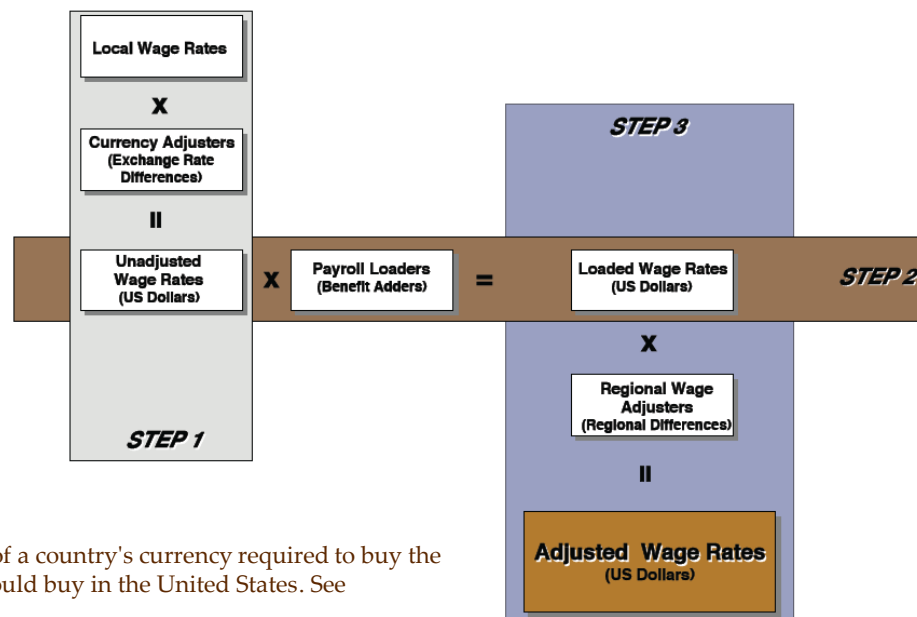 Local Wage Rates
X
Currency Adjusters
(Exchange Rate
Differences)
=
Unadjusted
Wage Rates
(US Dollars)
STEP 1
X
Payroll Loaders
(Benefit Adders)
=
Loaded Wage Rates
(US Dollars)
STEP 2
STEP 3
X
Regional Wage
Adjusters
(Regional Differences)
=
Adjusted Wage Rates
(US Dollars)
of a country's currency required to buy the
ould buy in the United States. See